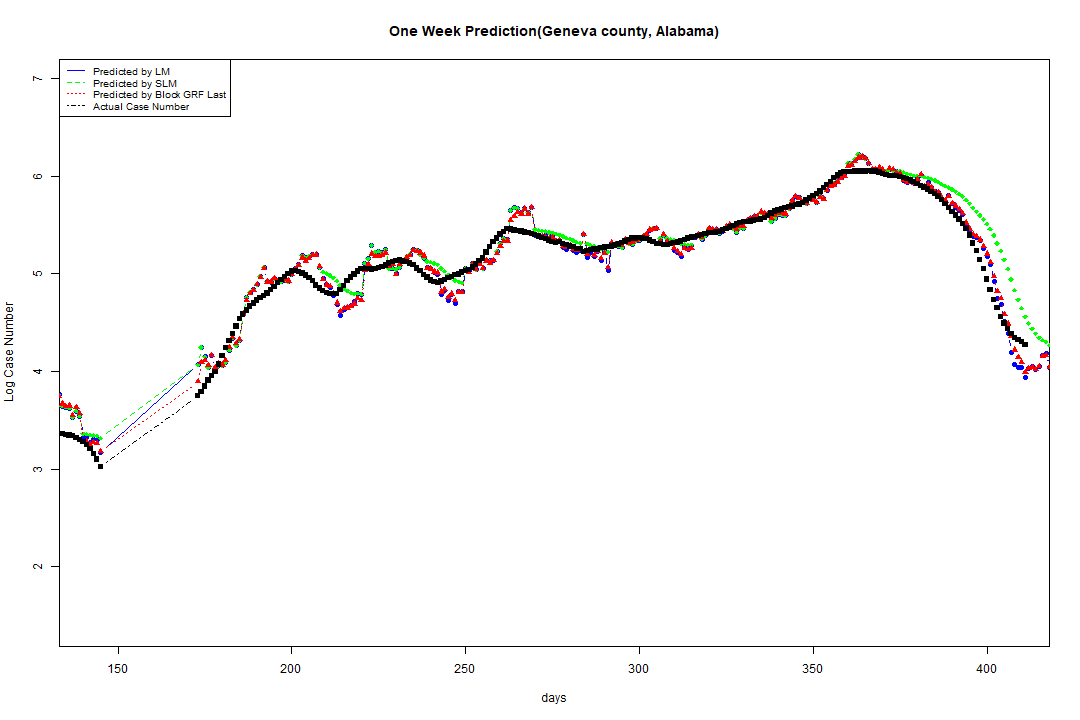 One Week Prediction(Geneva county, Alabama)
Predicted by LM
Predicted by SLM
Predicted by Block GRF Last
Actual Case Number
7
6
5
4
3
2
Log Case Number
150 200 250 300 350 400
days